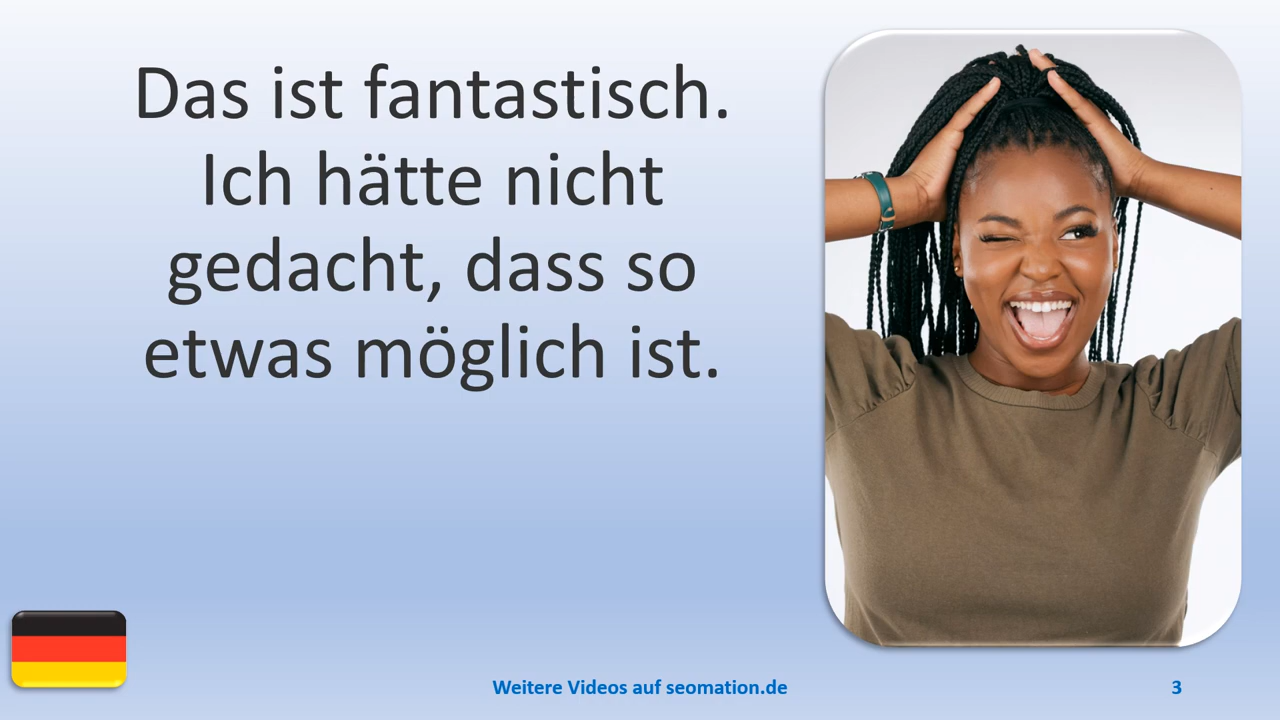 Das ist fantastisch.
Ich hätte nicht
gedacht, dass so
etwas möglich ist.
Weitere Videos auf seomation.de
3